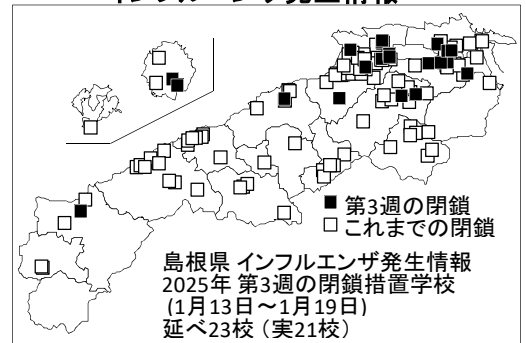 インフルエンザ発生情報
■ 第3週の閉鎖
□ これまでの閉鎖
島根県 インフルエンザ発生情報
2025年 第3週の閉鎖措置学校
(1月13日～1月19日)
延べ23校（実21校）